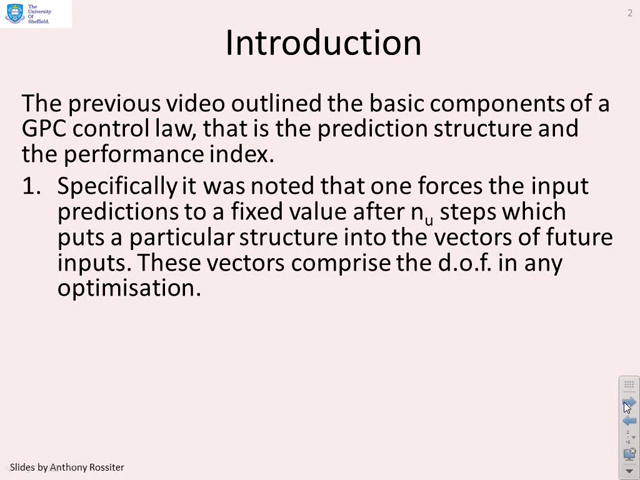 The
University
Of
Sheffield.
2
Introduction
The previous video outlined the basic components of a
GPC control law, that is the prediction structure and
the performance index.
1. Specifically it was noted that one forces the input
predictions to a fixed value after nu steps which
puts a particular structure into the vectors of future
inputs. These vectors comprise the d.o.f. in any
optimisation.
Slides by Anthony Rossiter